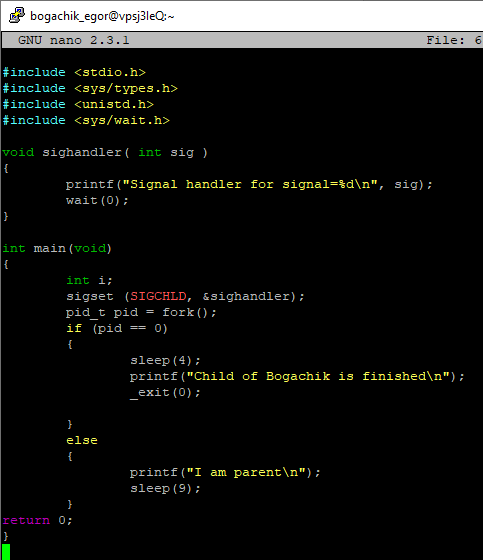 bogachik_egor@vpsj3IeQ:~
GNU nano 2.3.1 File: 6
#include <stdio.h>
#include <sys/types.h>
#include <unistd.h>
#include <sys/wait.h>
void sighandler( int sig )
{
printf("Signal handler for signal=%d\n", sig);
wait(0);
}
int main(void)
{
int i;
sigset (SIGCHLD, &sighandler);
pid_t pid = fork();
if (pid == 0)
{
sleep(4);
printf("Child of Bogachik is finished\n");
_exit(0);
}
else
{
printf("I am parent\n");
sleep(9);
}
return 0;
}